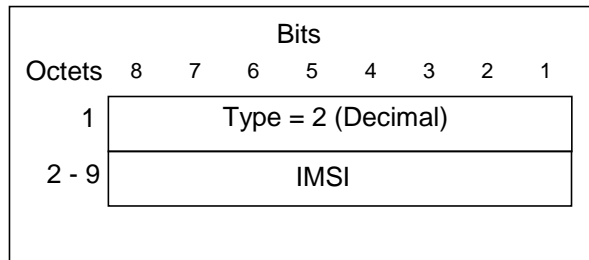 Bits
Octets 8 7 6 5 4 3 2 1
1 Type = 2 (Decimal)
2 - 9 IMSI